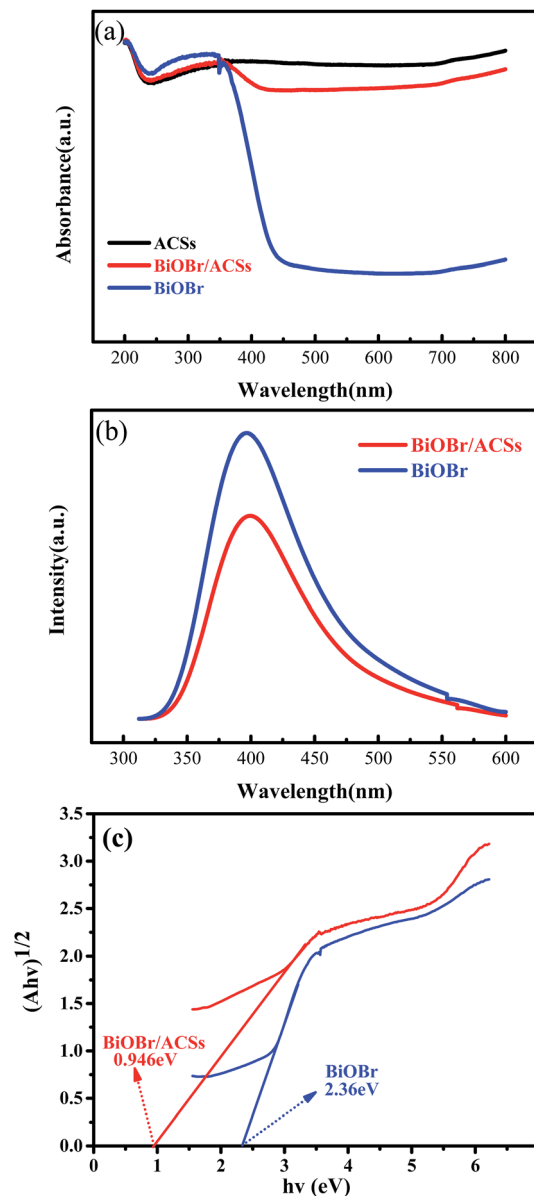 (a)
Absorbance(a.u.)
ACSs
BiOBr/ACSs
BiOBr
200 300 400 500 600 700 800
Wavelength(nm)
(b)
BiOBr/ACSs
BiOBr
Intensity(a.u.)
300 350 400 450 500 550 600
Wavelength(nm)
(c)
3.5
3.0
2.5
2.0
1.5
1.0
0.5
0.0
(Ahv)1/2
BiOBr/ACSs
0.946eV
BiOBr
2.36eV
0 1 2 3 4 5 6
hv (eV)